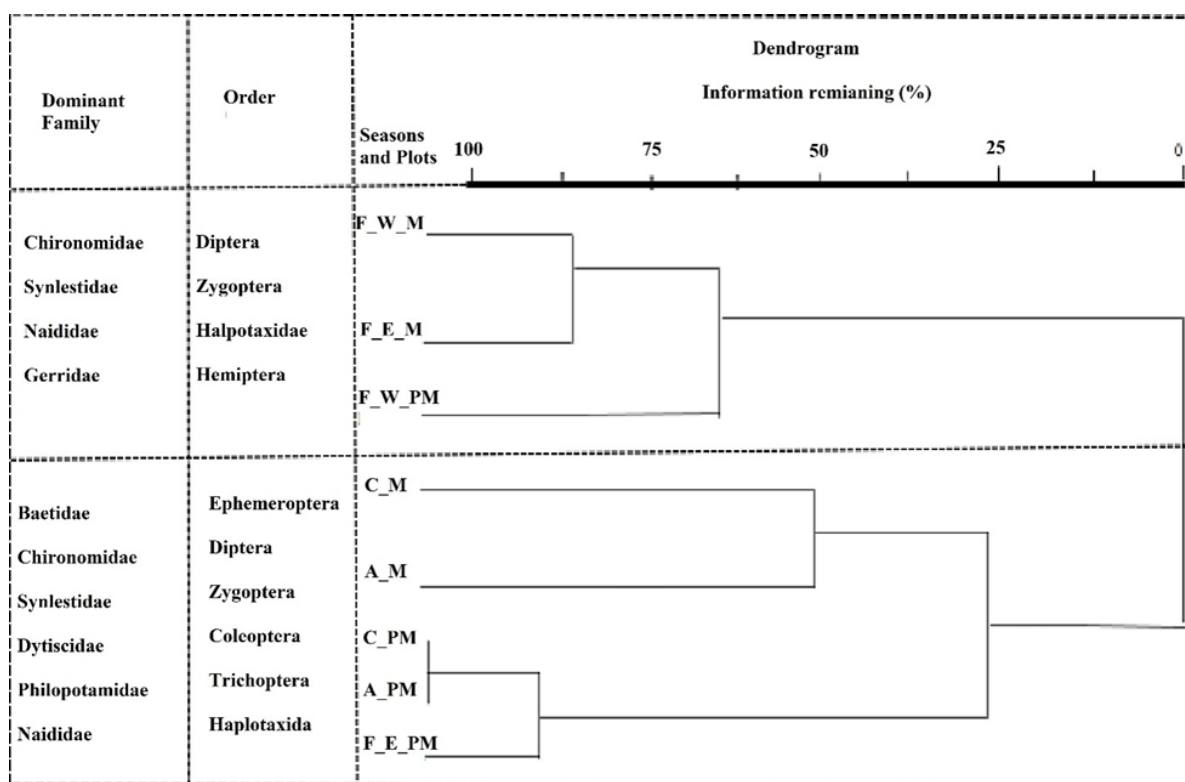 Dendrogram
Information remianing (%)
Dominant
Family
Order
Seasons
and Plots
100
75
50
25
0
Chironomidae
Diptera
F_W_M
Synlestidae
Zygoptera
Naididae
Halpotaxidae
F_E_M
Gerridae
Hemiptera
F_W_PM
Baetidae
Ephemeroptera
C_M
Chironomidae
Diptera
A_M
Synlestidae
Zygoptera
Dytiscidae
Coleoptera
C_PM
Philopotamidae
Trichoptera
A_PM
Naididae
Haplotaxida
F_E_PM